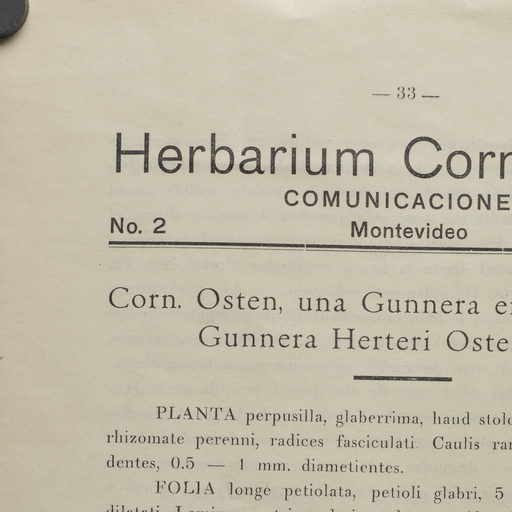 — 33 —
Herbarium Corn
COMUNICACIONE
No. 2 Montevideo
Corn. Osten, una Gunnera e
Gunnera Herteri Oste
PLANTA perpusilla, glaberrima, haud stol
rhizomate perenni, radices fasciculati Caulis ra
dentes, 0.5 — 1 mm. diametientes.
FOLIA longe petiolata, petioli glabri, 5